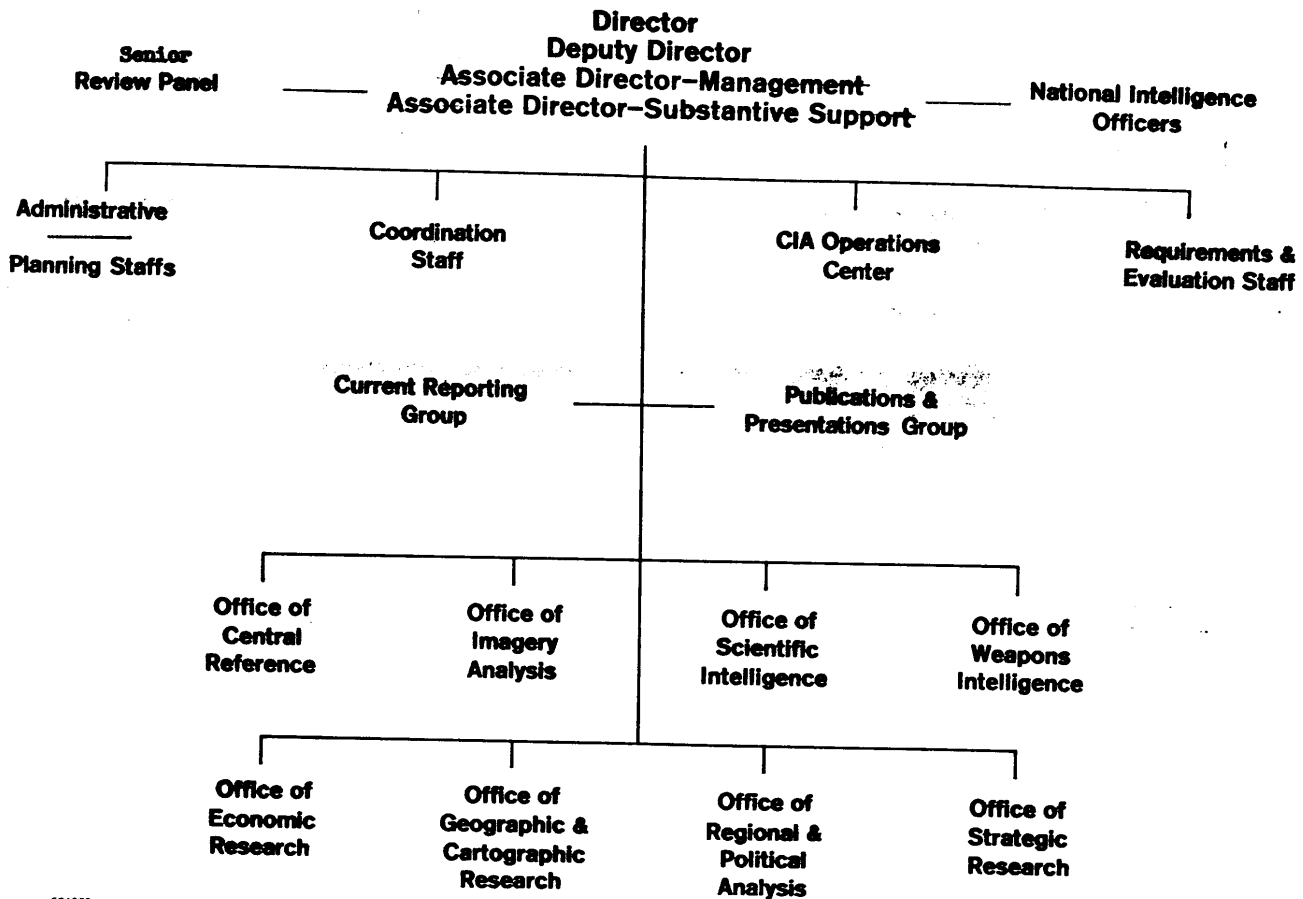 Director
Deputy Director
Associate Director-Management
Associate Director-Substantive Support
Senior
Review Panel
National Intelligence
Officers
Administrative
Planning Staffs
Coordination
Staff
CIA Operations
Center
Requirements &
Evaluation Staff
Current Reporting
Group
Publications &
Presentations Group
Office of
Central
Reference
Office of
Imagery
Analysis
Office of
Scientific
Intelligence
Office of
Weapons
Intelligence
Office of
Economic
Research
Office of
Geographic &
Cartographic
Research
Office of
Regional &
Political
Analysis
Office of
Strategic
Research